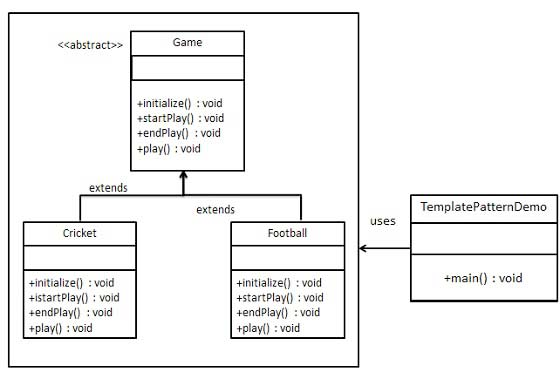 <<abstract>>
Game
+initialize() : void
+startPlay() : void
+endPlay() : void
+play() : void
extends
extends
Cricket
+initialize() : void
+istartPlay() : void
+endPlay() : void
+play() : void
Football
+initialize() : void
+startPlay() : void
+endPlay() : void
+play() : void
uses
TemplatePatternDemo
+main() : void